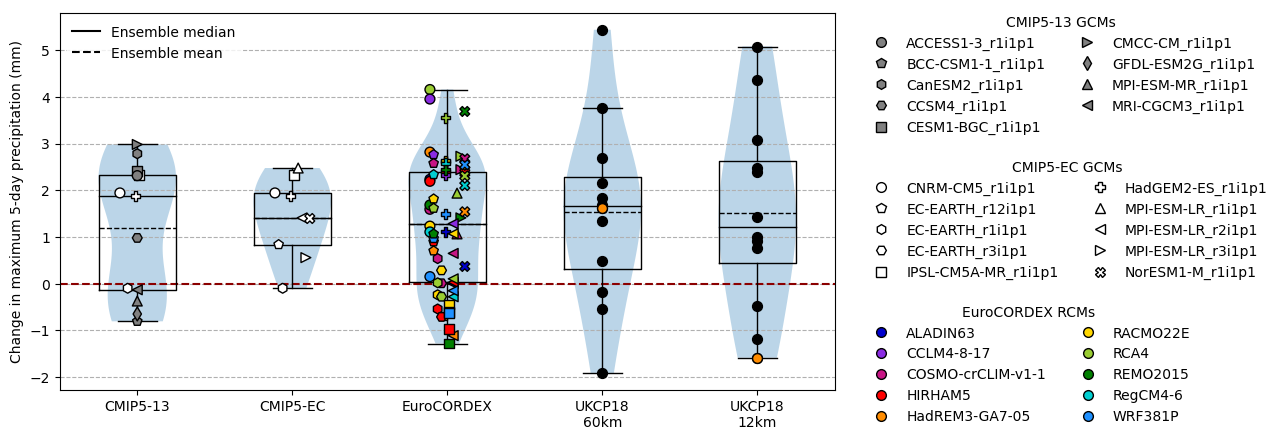 Change in maximum 5-day precipitation (mm)
Ensemble median
Ensemble mean
5
4
3
2
1
0
−1
−2
CMIP5-13
CMIP5-EC
EuroCORDEX
UKCP18
60km
UKCP18
12km
CMIP5-13 GCMs
ACCESS1-3_r1i1p1
BCC-CSM1-1_r1i1p1
CanESM2_r1i1p1
CCSM4_r1i1p1
CESM1-BGC_r1i1p1
CMCC-CM_r1i1p1
GFDL-ESM2G_r1i1p1
MPI-ESM-MR_r1i1p1
MRI-CGCM3_r1i1p1
CMIP5-EC GCMs
CNRM-CM5_r1i1p1
EC-EARTH_r12i1p1
EC-EARTH_r1i1p1
EC-EARTH_r3i1p1
IPSL-CM5A-MR_r1i1p1
HadGEM2-ES_r1i1p1
MPI-ESM-LR_r1i1p1
MPI-ESM-LR_r2i1p1
MPI-ESM-LR_r3i1p1
NorESM1-M_r1i1p1
EuroCORDEX RCMs
ALADIN63
CCLM4-8-17
COSMO-crCLIM-v1-1
HIRHAM5
HadREM3-GA7-05
RACMO22E
RCA4
REMO2015
RegCM4-6
WRF381P